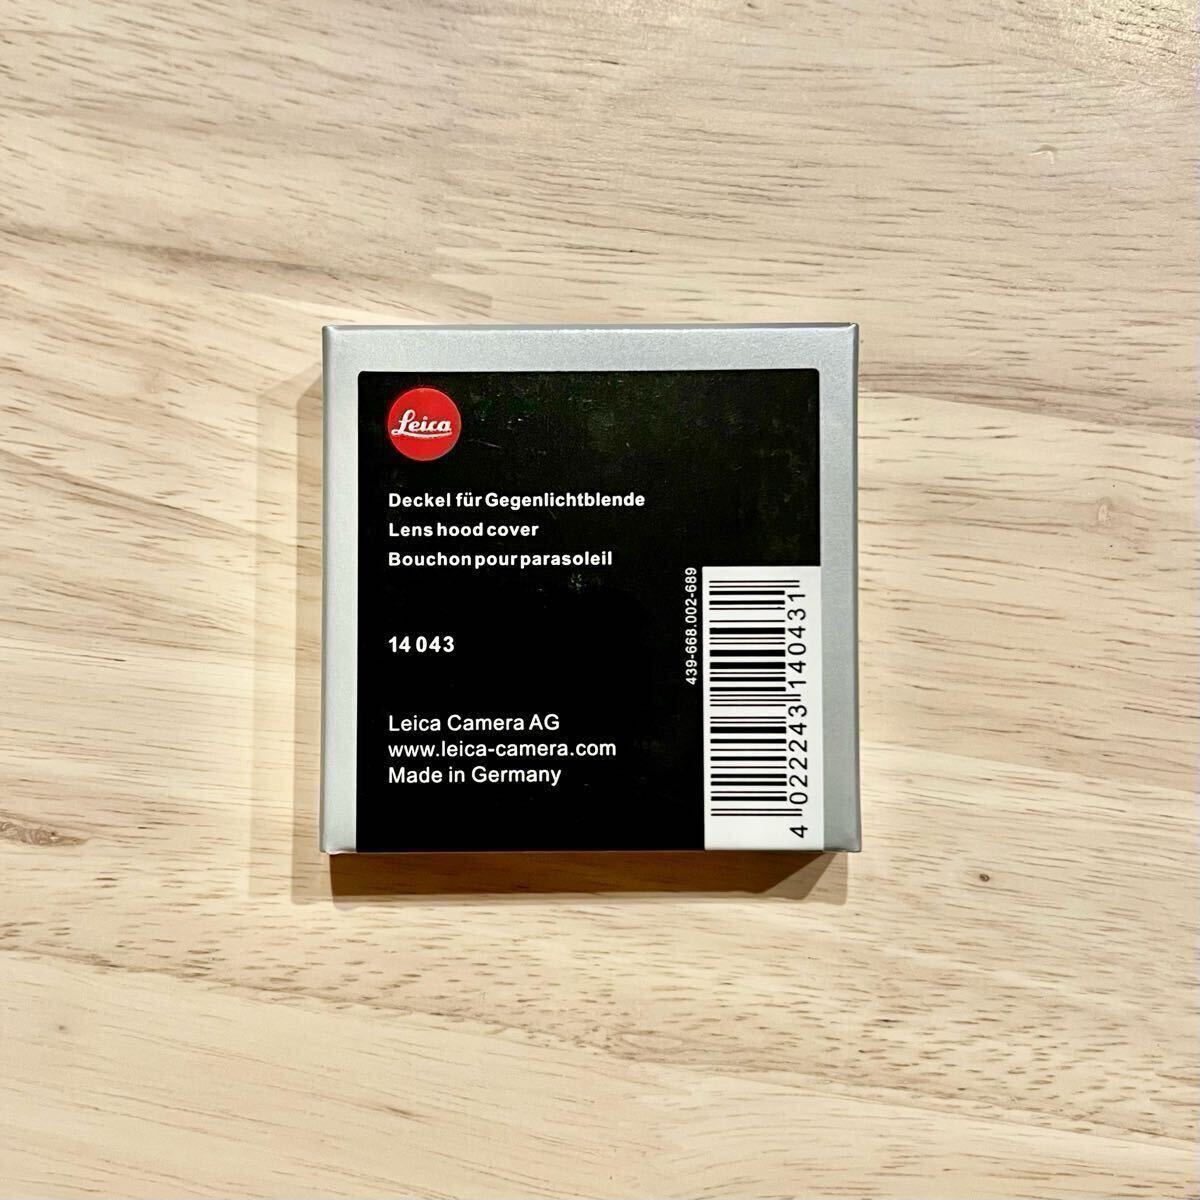 Leica
Deckel für Gegenlichtblende
Lens hood cover
Bouchon pour parasoleil
14 043
Leica Camera AG
www.leica-camera.com
Made in Germany
439-668.002-689
4 022243 140431